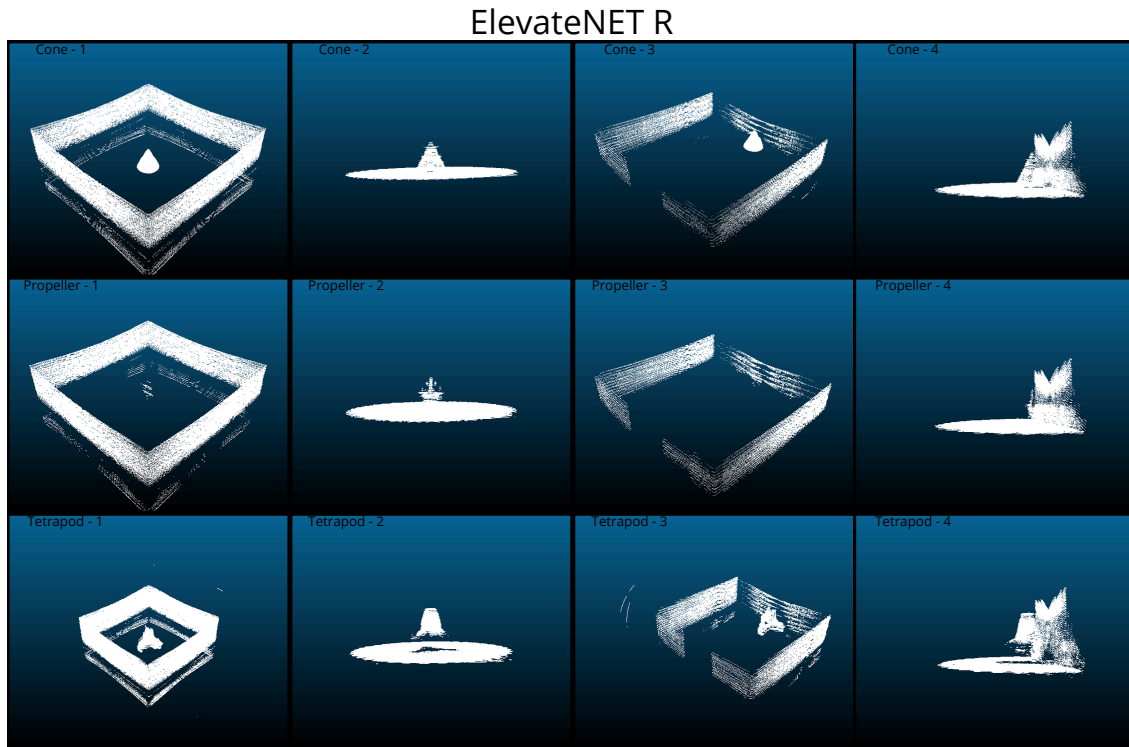 ElevateNET R
Cone - 1
Cone - 2
Cone - 3
Cone - 4
Propeller - 1
Propeller - 2
Propeller - 3
Propeller - 4
Tetrapod - 1
Tetrapod - 2
Tetrapod - 3
Tetrapod - 4